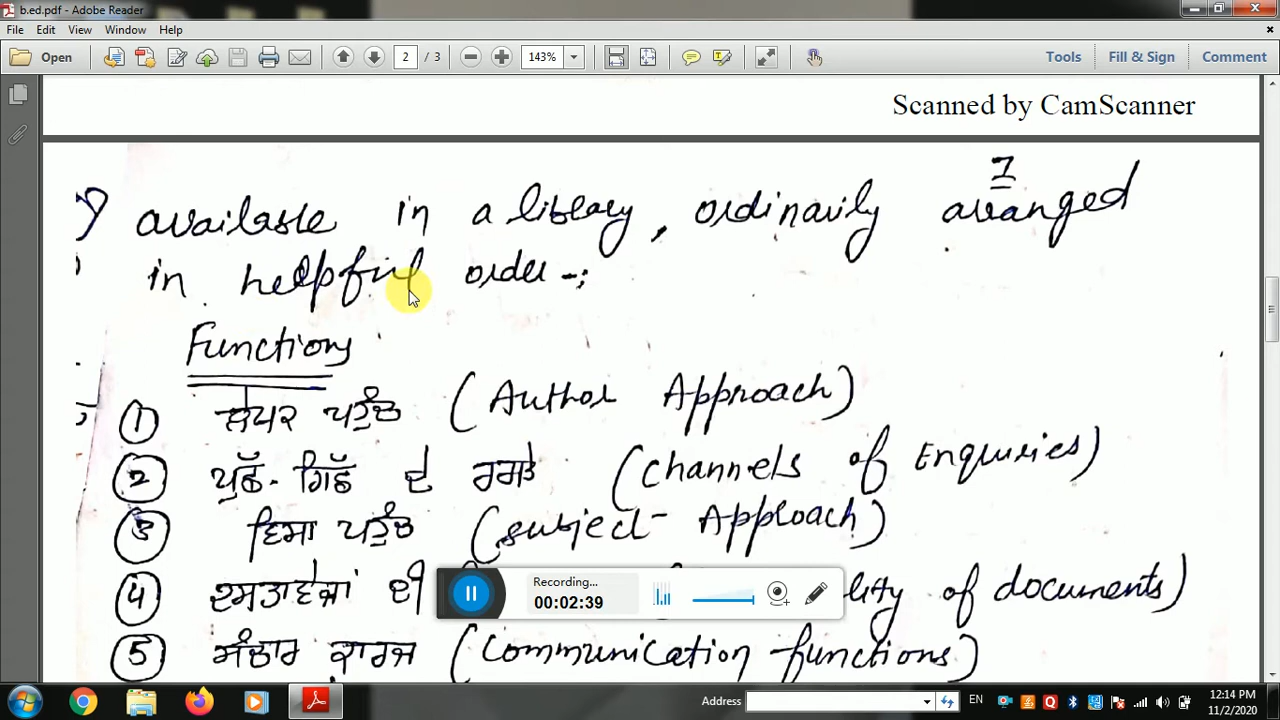 b.ed.pdf - Adobe Reader
File Edit View Window Help
Open 2 / 3 143% Tools Fill & Sign Comment
Scanned by CamScanner
I
available in a library, ordinarily arranged
in helpful order -:
Functions
1 ਲੇਖਕ ਪਹੁੰਚ (Author Approach)
2 ਪੁੱਛ-ਗਿੱਛ ਦੇ ਰਸਤੇ (Channels of Enquiries)
3 ਵਿਸ਼ਾ ਪਹੁੰਚ (Subject Approach)
4 ਦਸਤਾਵੇਜ਼ਾਂ ਦੀ of documents)
5 ਸੰਚਾਰ ਕਾਰਜ (Communication functions)
Recording...
00:02:39
Address EN 12:14 PM
11/2/2020